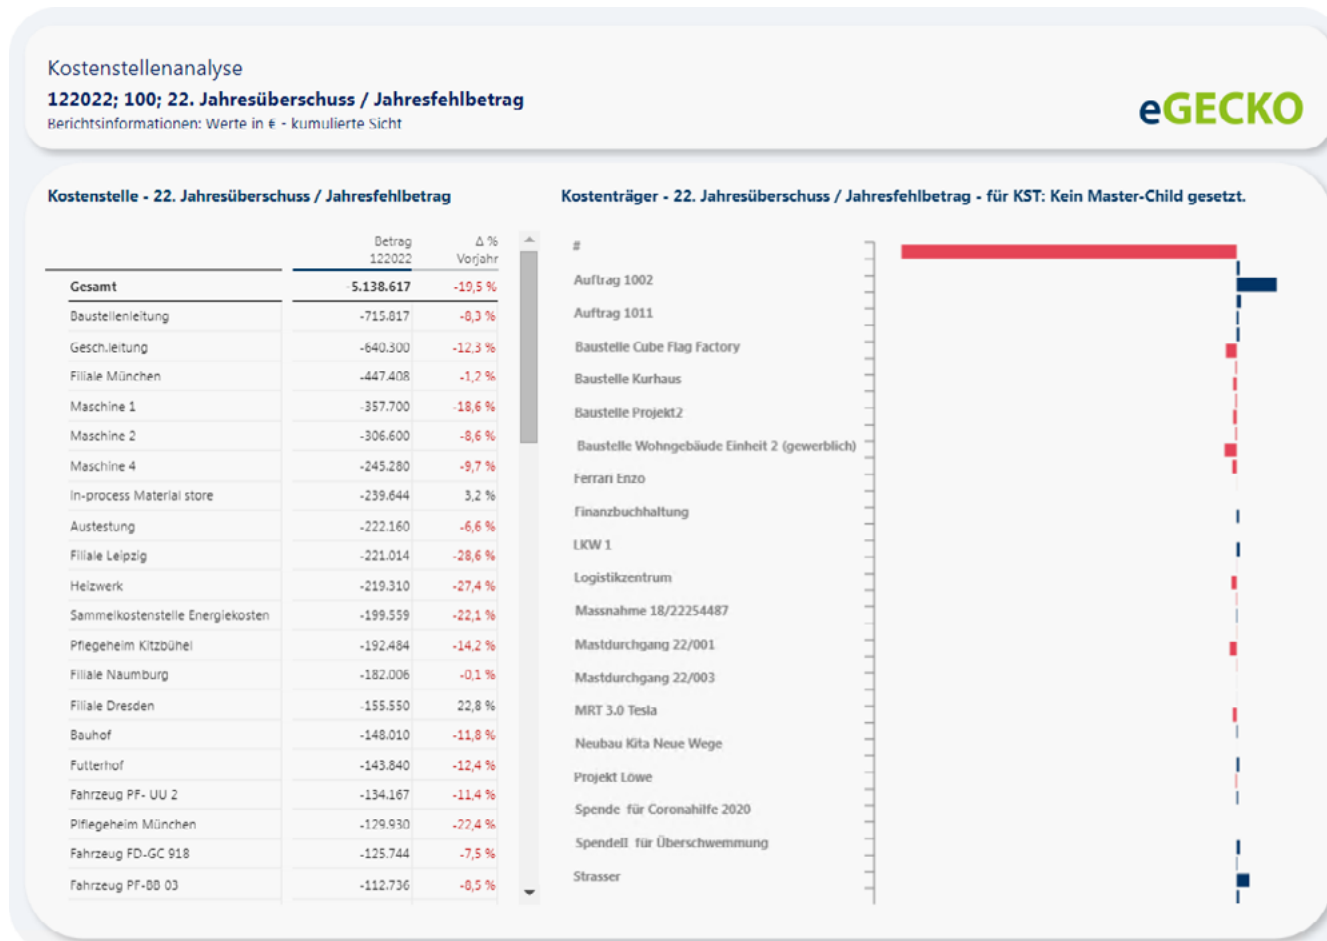 Kostenstellenanalyse
122022; 100; 22. Jahresüberschuss / Jahresfehlbetrag
Berichtsinformationen: Werte in € - kumulierte Sicht
eGECKO
Kostenstelle - 22. Jahresüberschuss / Jahresfehlbetrag
Betrag Δ %
122022 Vorjahr
Gesamt -5.138.617 -19,5 %
Baustellenleitung -715.817 -8,3 %
Gesch.leitung -640.300 -12,3 %
Filiale München -447.408 -1,2 %
Maschine 1 -357.700 -18,6 %
Maschine 2 -306.600 -8,6 %
Maschine 4 -245.280 -9,7 %
In-process Material store -239.644 3,2 %
Austestung -222.160 -6,6 %
Filiale Leipzig -221.014 -28,6 %
Heizwerk -219.310 -27,4 %
Sammelkostenstelle Energiekosten -199.559 -22,1 %
Pflegeheim Kitzbühel -192.484 -14,2 %
Filiale Naumburg -182.006 -0,1 %
Filiale Dresden -155.550 22,8 %
Bauhof -148.010 -11,8 %
Futterhof -143.840 -12,4 %
Fahrzeug PF- UU 2 -134.167 -11,4 %
Pfflegeheim München -129.930 -22,4 %
Fahrzeug FD-GC 918 -125.744 -7,5 %
Fahrzeug PF-BB 03 -112.736 -8,5 %
Kostenträger - 22. Jahresüberschuss / Jahresfehlbetrag - für KST: Kein Master-Child gesetzt.
#
Auftrag 1002
Auftrag 1011
Baustelle Cube Flag Factory
Baustelle Kurhaus
Baustelle Projekt2
Baustelle Wohngebäude Einheit 2 (gewerblich)
Ferrari Enzo
Finanzbuchhaltung
LKW 1
Logistikzentrum
Massnahme 18/22254487
Mastdurchgang 22/001
Mastdurchgang 22/003
MRT 3.0 Tesla
Neubau Kita Neue Wege
Projekt Löwe
Spende für Coronahilfe 2020
SpendeII für Überschwemmung
Strasser